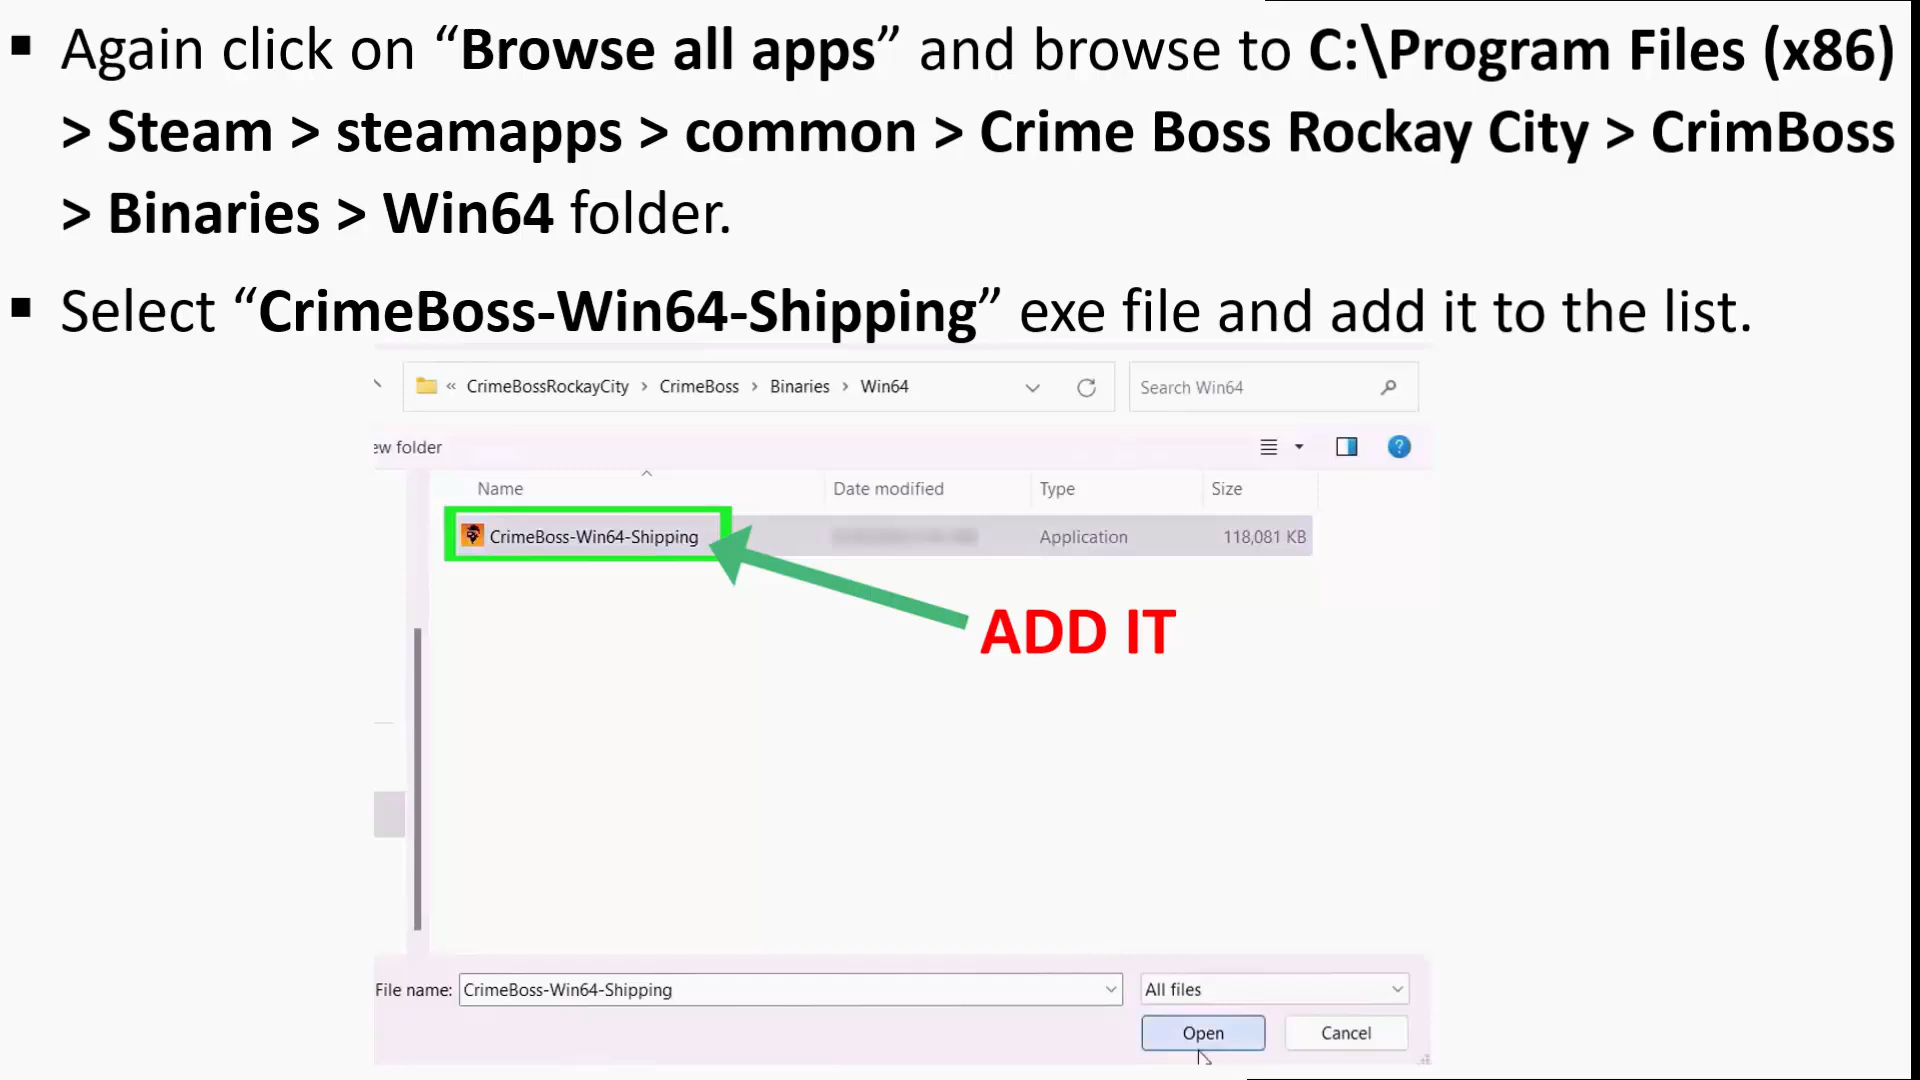 ▪ Again click on “Browse all apps” and browse to C:\Program Files (x86)
> Steam > steamapps > common > Crime Boss Rockay City > CrimBoss
> Binaries > Win64 folder.
▪ Select “CrimeBoss-Win64-Shipping” exe file and add it to the list.
« CrimeBossRockayCity > CrimeBoss > Binaries > Win64 Search Win64
ew folder
Name Date modified Type Size
CrimeBoss-Win64-Shipping Application 118,081 KB
ADD IT
File name: CrimeBoss-Win64-Shipping All files
Open Cancel